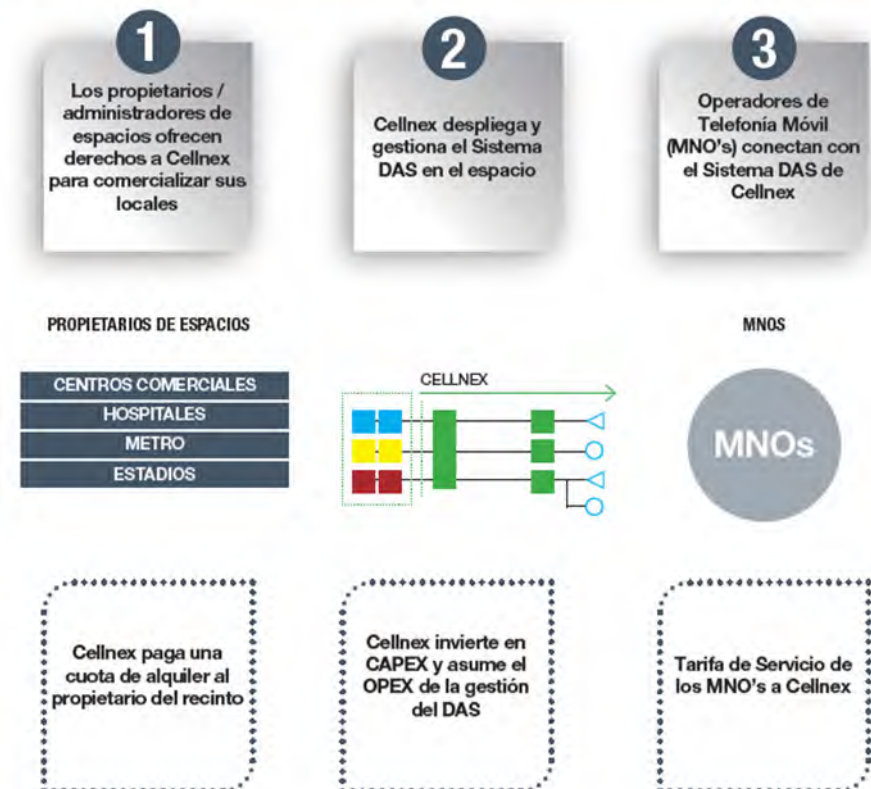 1
Los propietarios /
administradores de
espacios ofrecen
derechos a Cellnex
para comercializar sus
locales
2
Cellnex despliega y
gestiona el Sistema
DAS en el espacio
3
Operadores de
Telefonía Móvil
(MNO's) conectan con
el Sistema DAS de
Cellnex
PROPIETARIOS DE ESPACIOS
CENTROS COMERCIALES
HOSPITALES
METRO
ESTADIOS
CELLNEX
MNOS
MNOs
Cellnex paga una
cuota de alquiler al
propietario del recinto
Cellnex invierte en
CAPEX y asume el
OPEX de la gestión
del DAS
Tarifa de Servicio de
los MNO's a Cellnex